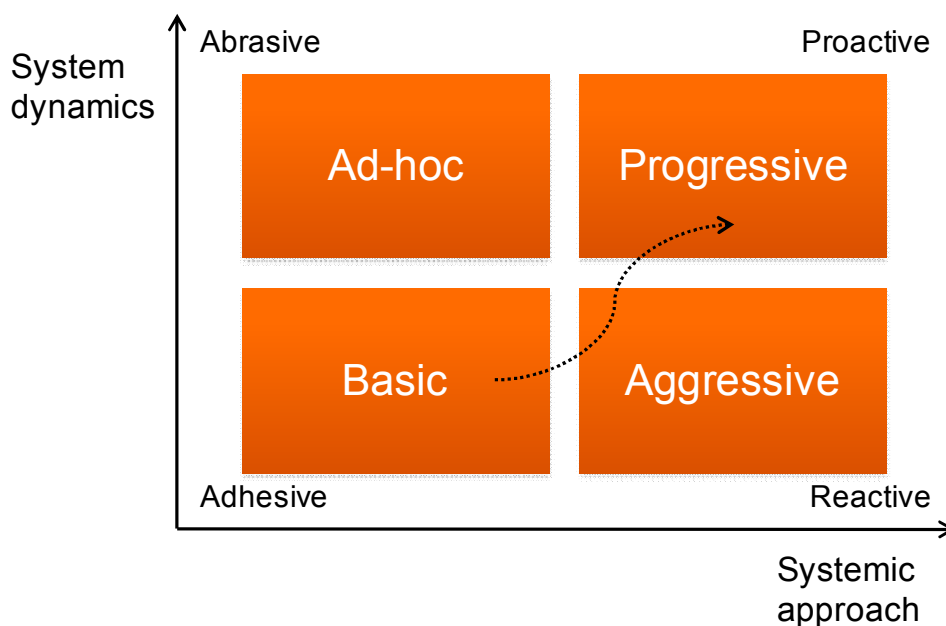 Abrasive
Proactive
System
dynamics
Ad-hoc
Progressive
Basic
Aggressive
Adhesive
Reactive
Systemic
approach